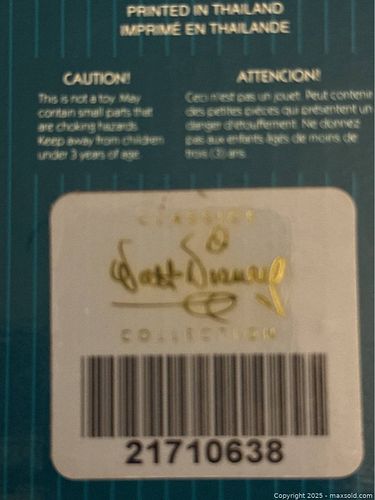 PRINTED IN THAILAND
IMPRIMÉ EN THAILANDE
CAUTION!
This is not a toy. May
contain small parts that
are choking hazards.
Keep away from children
under 3 years of age.
ATTENCION!
Ceci n'est pas un jouet. Peut contenir
des petites pièces qui présentent un
danger d'étouffement. Ne donnez
pas aux enfants âgés de moins de
trois (3) ans.
CLASSICS
Walt Disney
COLLECTION
21710638
Copyright 2025 - maxsold.com